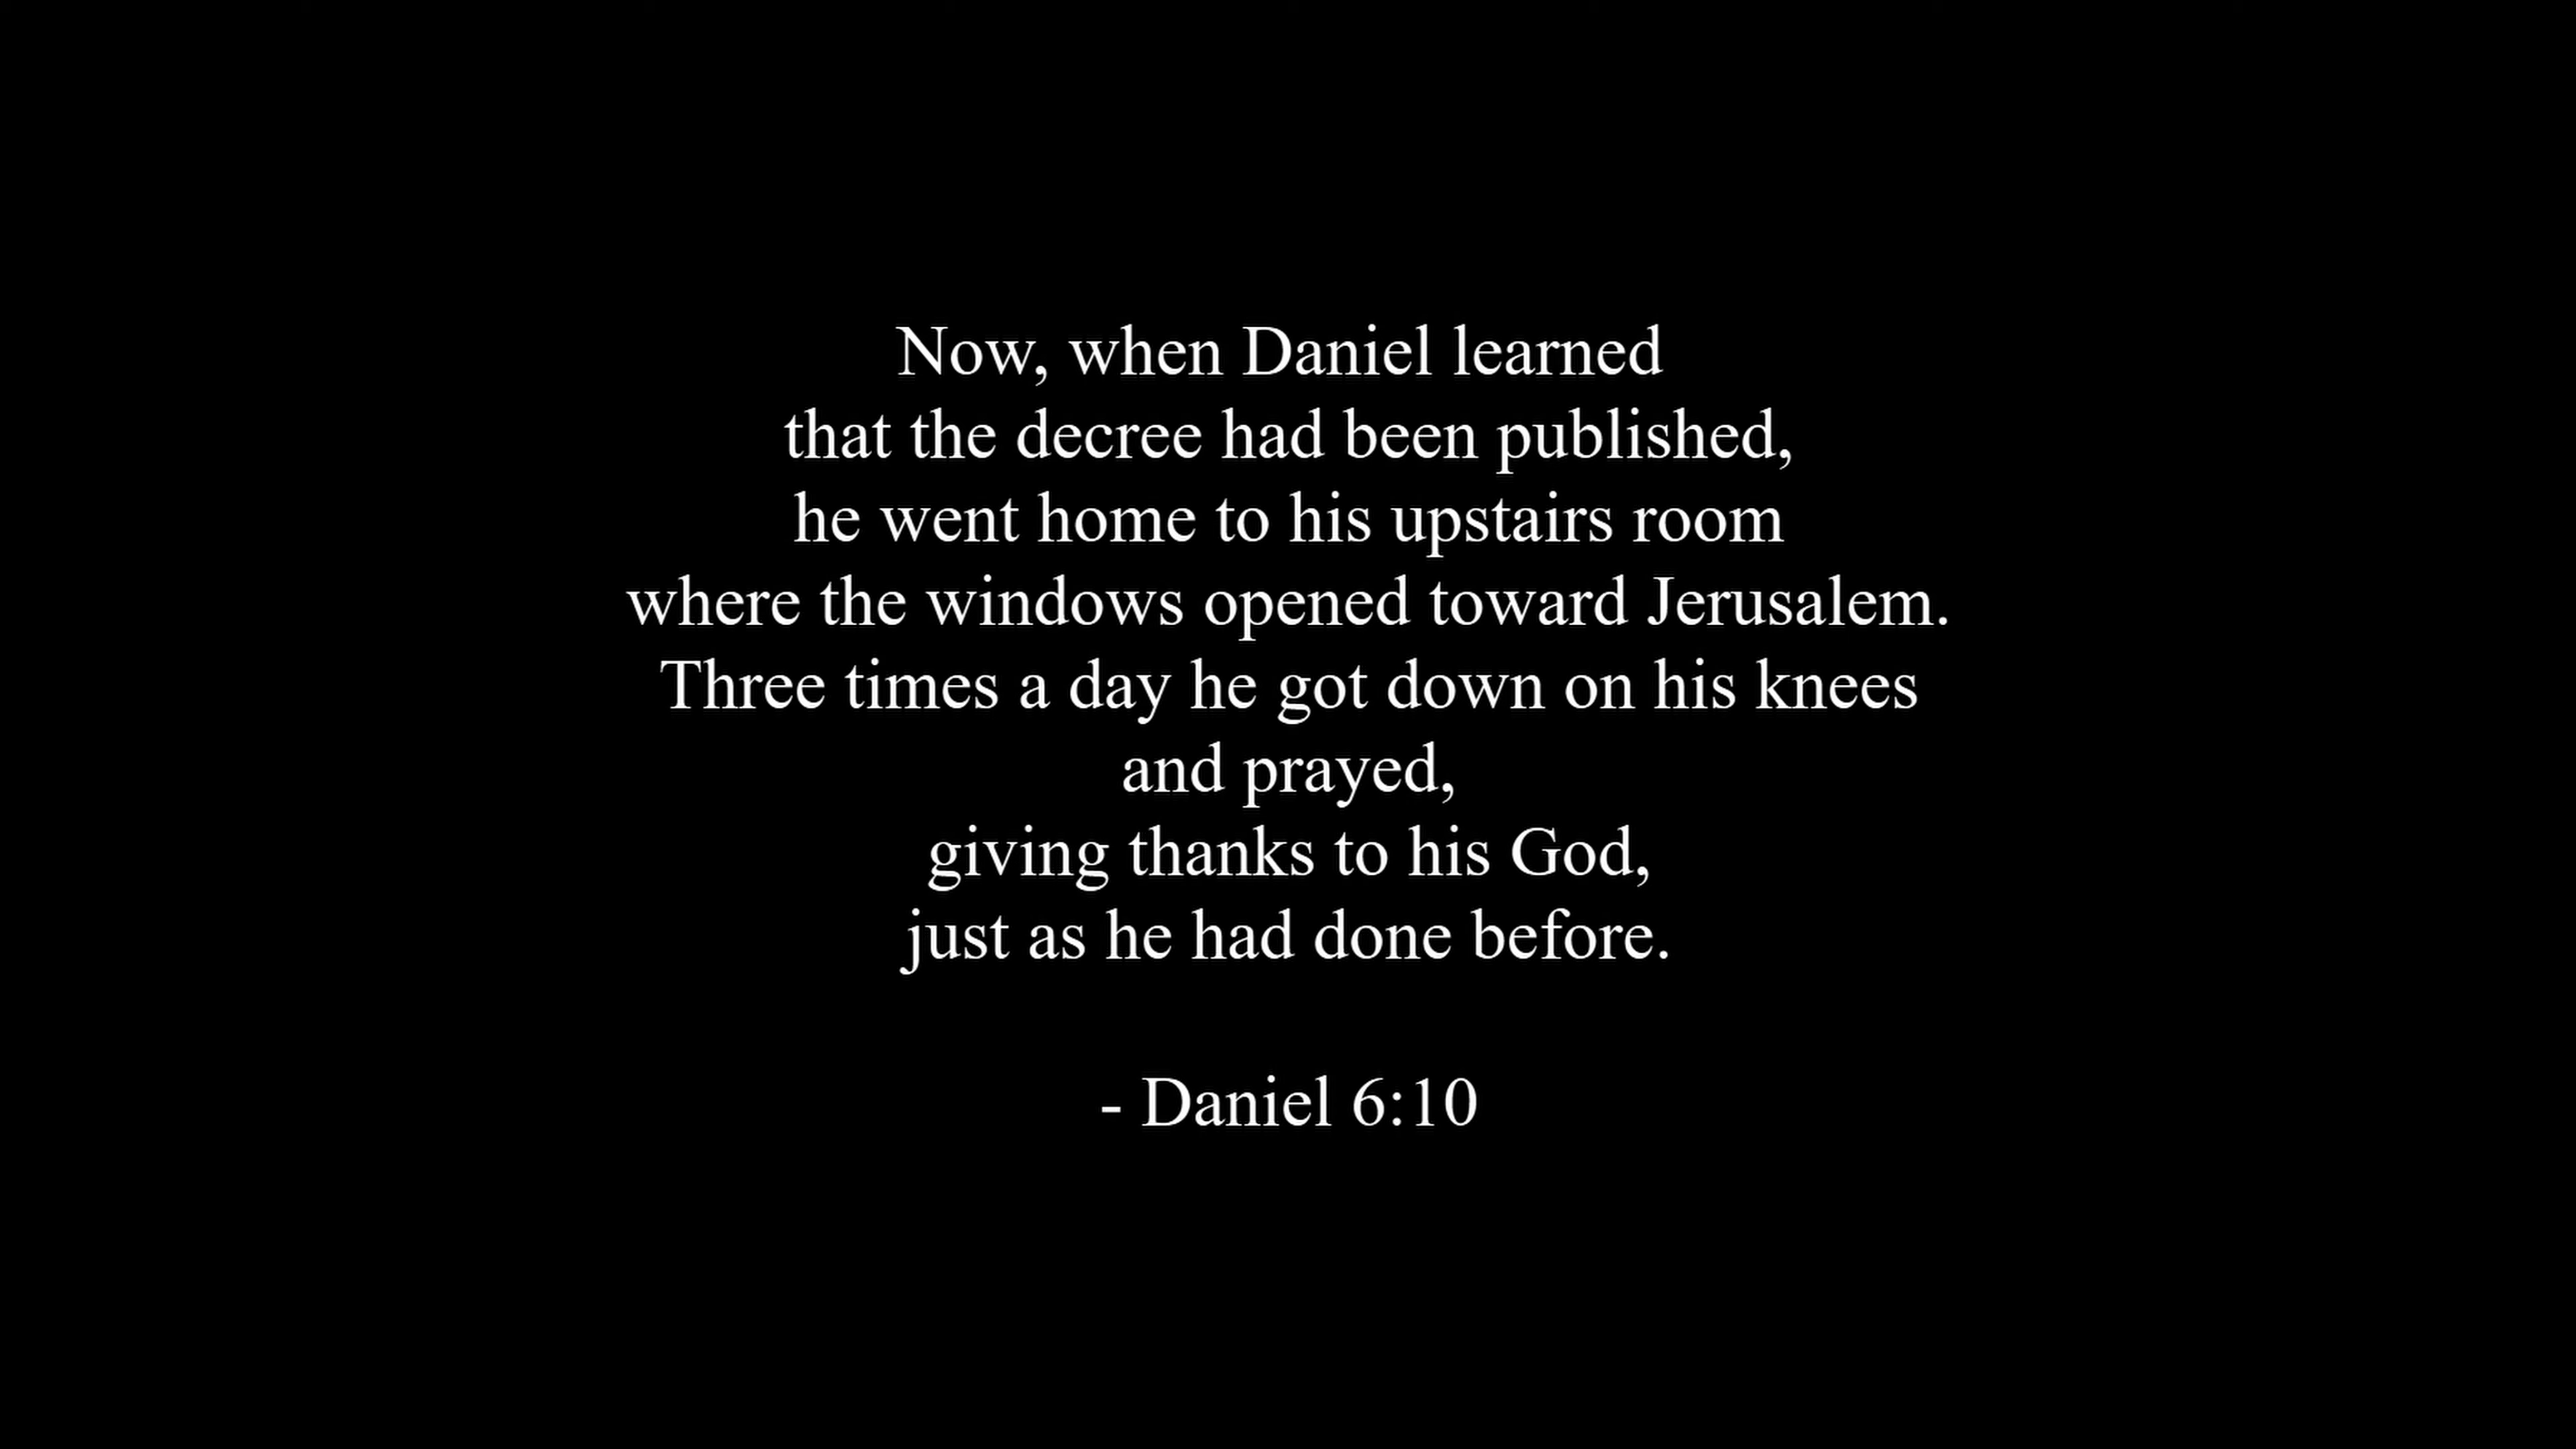 Now, when Daniel learned
that the decree had been published,
he went home to his upstairs room
where the windows opened toward Jerusalem.
Three times a day he got down on his knees
and prayed,
giving thanks to his God,
just as he had done before.
- Daniel 6:10